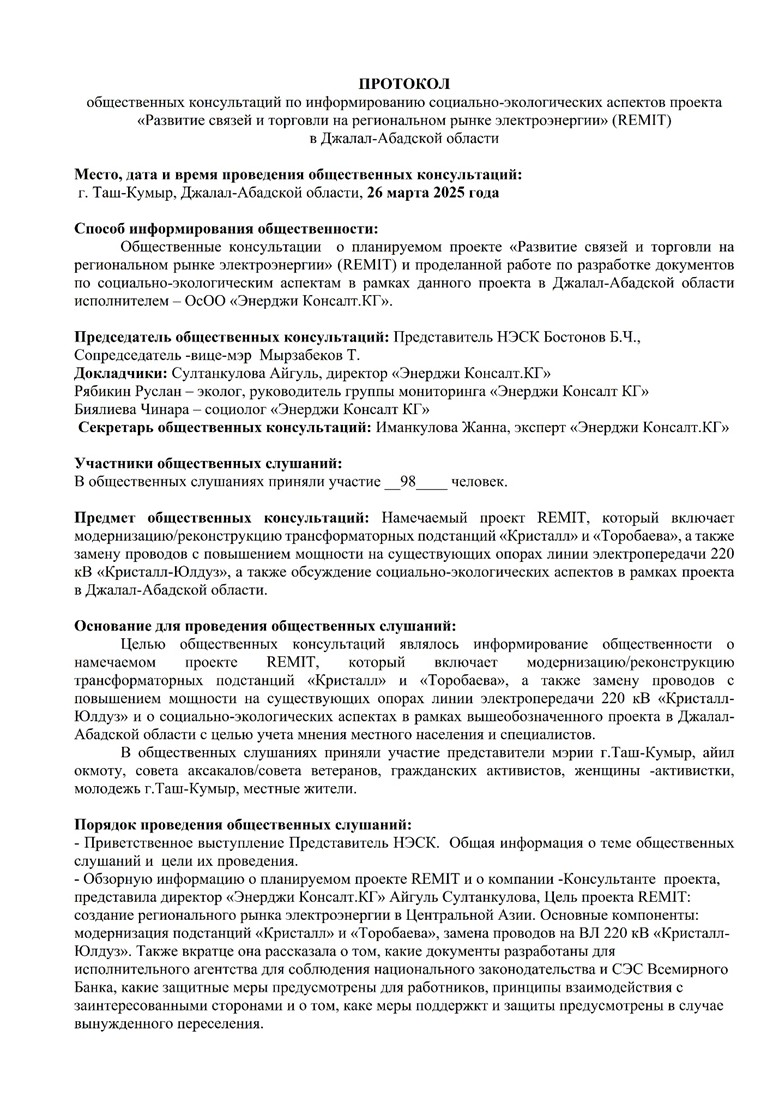 ПРОТОКОЛ
общественных консультаций по информированию социально-экологических аспектов проекта
«Развитие связей и торговли на региональном рынке электроэнергии» (REMIT)
в Джалал-Абадской области
Место, дата и время проведения общественных консультаций:
г. Таш-Кумыр, Джалал-Абадской области, 26 марта 2025 года
Способ информирования общественности:
Общественные консультации о планируемом проекте «Развитие связей и торговли на
региональном рынке электроэнергии» (REMIT) и проделанной работе по разработке документов
по социально-экологическим аспектам в рамках данного проекта в Джалал-Абадской области
исполнителем – ОсОО «Энерджи Консалт.КГ».
Председатель общественных консультаций: Представитель НЭСК Бостонов Б.Ч.,
Сопредседатель -вице-мэр Мырзабеков Т.
Докладчики: Султанкулова Айгуль, директор «Энерджи Консалт.КГ»
Рябикин Руслан – эколог, руководитель группы мониторинга «Энерджи Консалт КГ»
Биялиева Чинара – социолог «Энерджи Консалт КГ»
Секретарь общественных консультаций: Иманкулова Жанна, эксперт «Энерджи Консалт.КГ»
Участники общественных слушаний:
В общественных слушаниях приняли участие __98____ человек.
Предмет общественных консультаций: Намечаемый проект REMIT, который включает
модернизацию/реконструкцию трансформаторных подстанций «Кристалл» и «Торобаева», а также
замену проводов с повышением мощности на существующих опорах линии электропередачи 220
кВ «Кристалл-Юлдуз», а также обсуждение социально-экологических аспектов в рамках проекта
в Джалал-Абадской области.
Основание для проведения общественных слушаний:
Целью общественных консультаций являлось информирование общественности о
намечаемом проекте REMIT, который включает модернизацию/реконструкцию
трансформаторных подстанций «Кристалл» и «Торобаева», а также замену проводов с
повышением мощности на существующих опорах линии электропередачи 220 кВ «Кристалл-
Юлдуз» и о социально-экологических аспектах в рамках вышеобозначенного проекта в Джалал-
Абадской области с целью учета мнения местного населения и специалистов.
В общественных слушаниях приняли участие представители мэрии г.Таш-Кумыр, айил
окмоту, совета аксакалов/совета ветеранов, гражданских активистов, женщины -активистки,
молодежь г.Таш-Кумыр, местные жители.
Порядок проведения общественных слушаний:
- Приветственное выступление Представитель НЭСК. Общая информация о теме общественных
слушаний и цели их проведения.
- Обзорную информацию о планируемом проекте REMIT и о компании -Консультанте проекта,
представила директор «Энерджи Консалт.КГ» Айгуль Султанкулова, Цель проекта REMIT:
создание регионального рынка электроэнергии в Центральной Азии. Основные компоненты:
модернизация подстанций «Кристалл» и «Торобаева», замена проводов на ВЛ 220 кВ «Кристалл-
Юлдуз». Также вкратце она рассказала о том, какие документы разработаны для
исполнительного агентства для соблюдения национального законодательства и СЭС Всемирного
Банка, какие защитные меры предусмотрены для работников, принципы взаимодействия с
заинтересованными сторонами и о том, каке меры поддержкт и защиты предусмотрены в случае
вынужденного переселения.